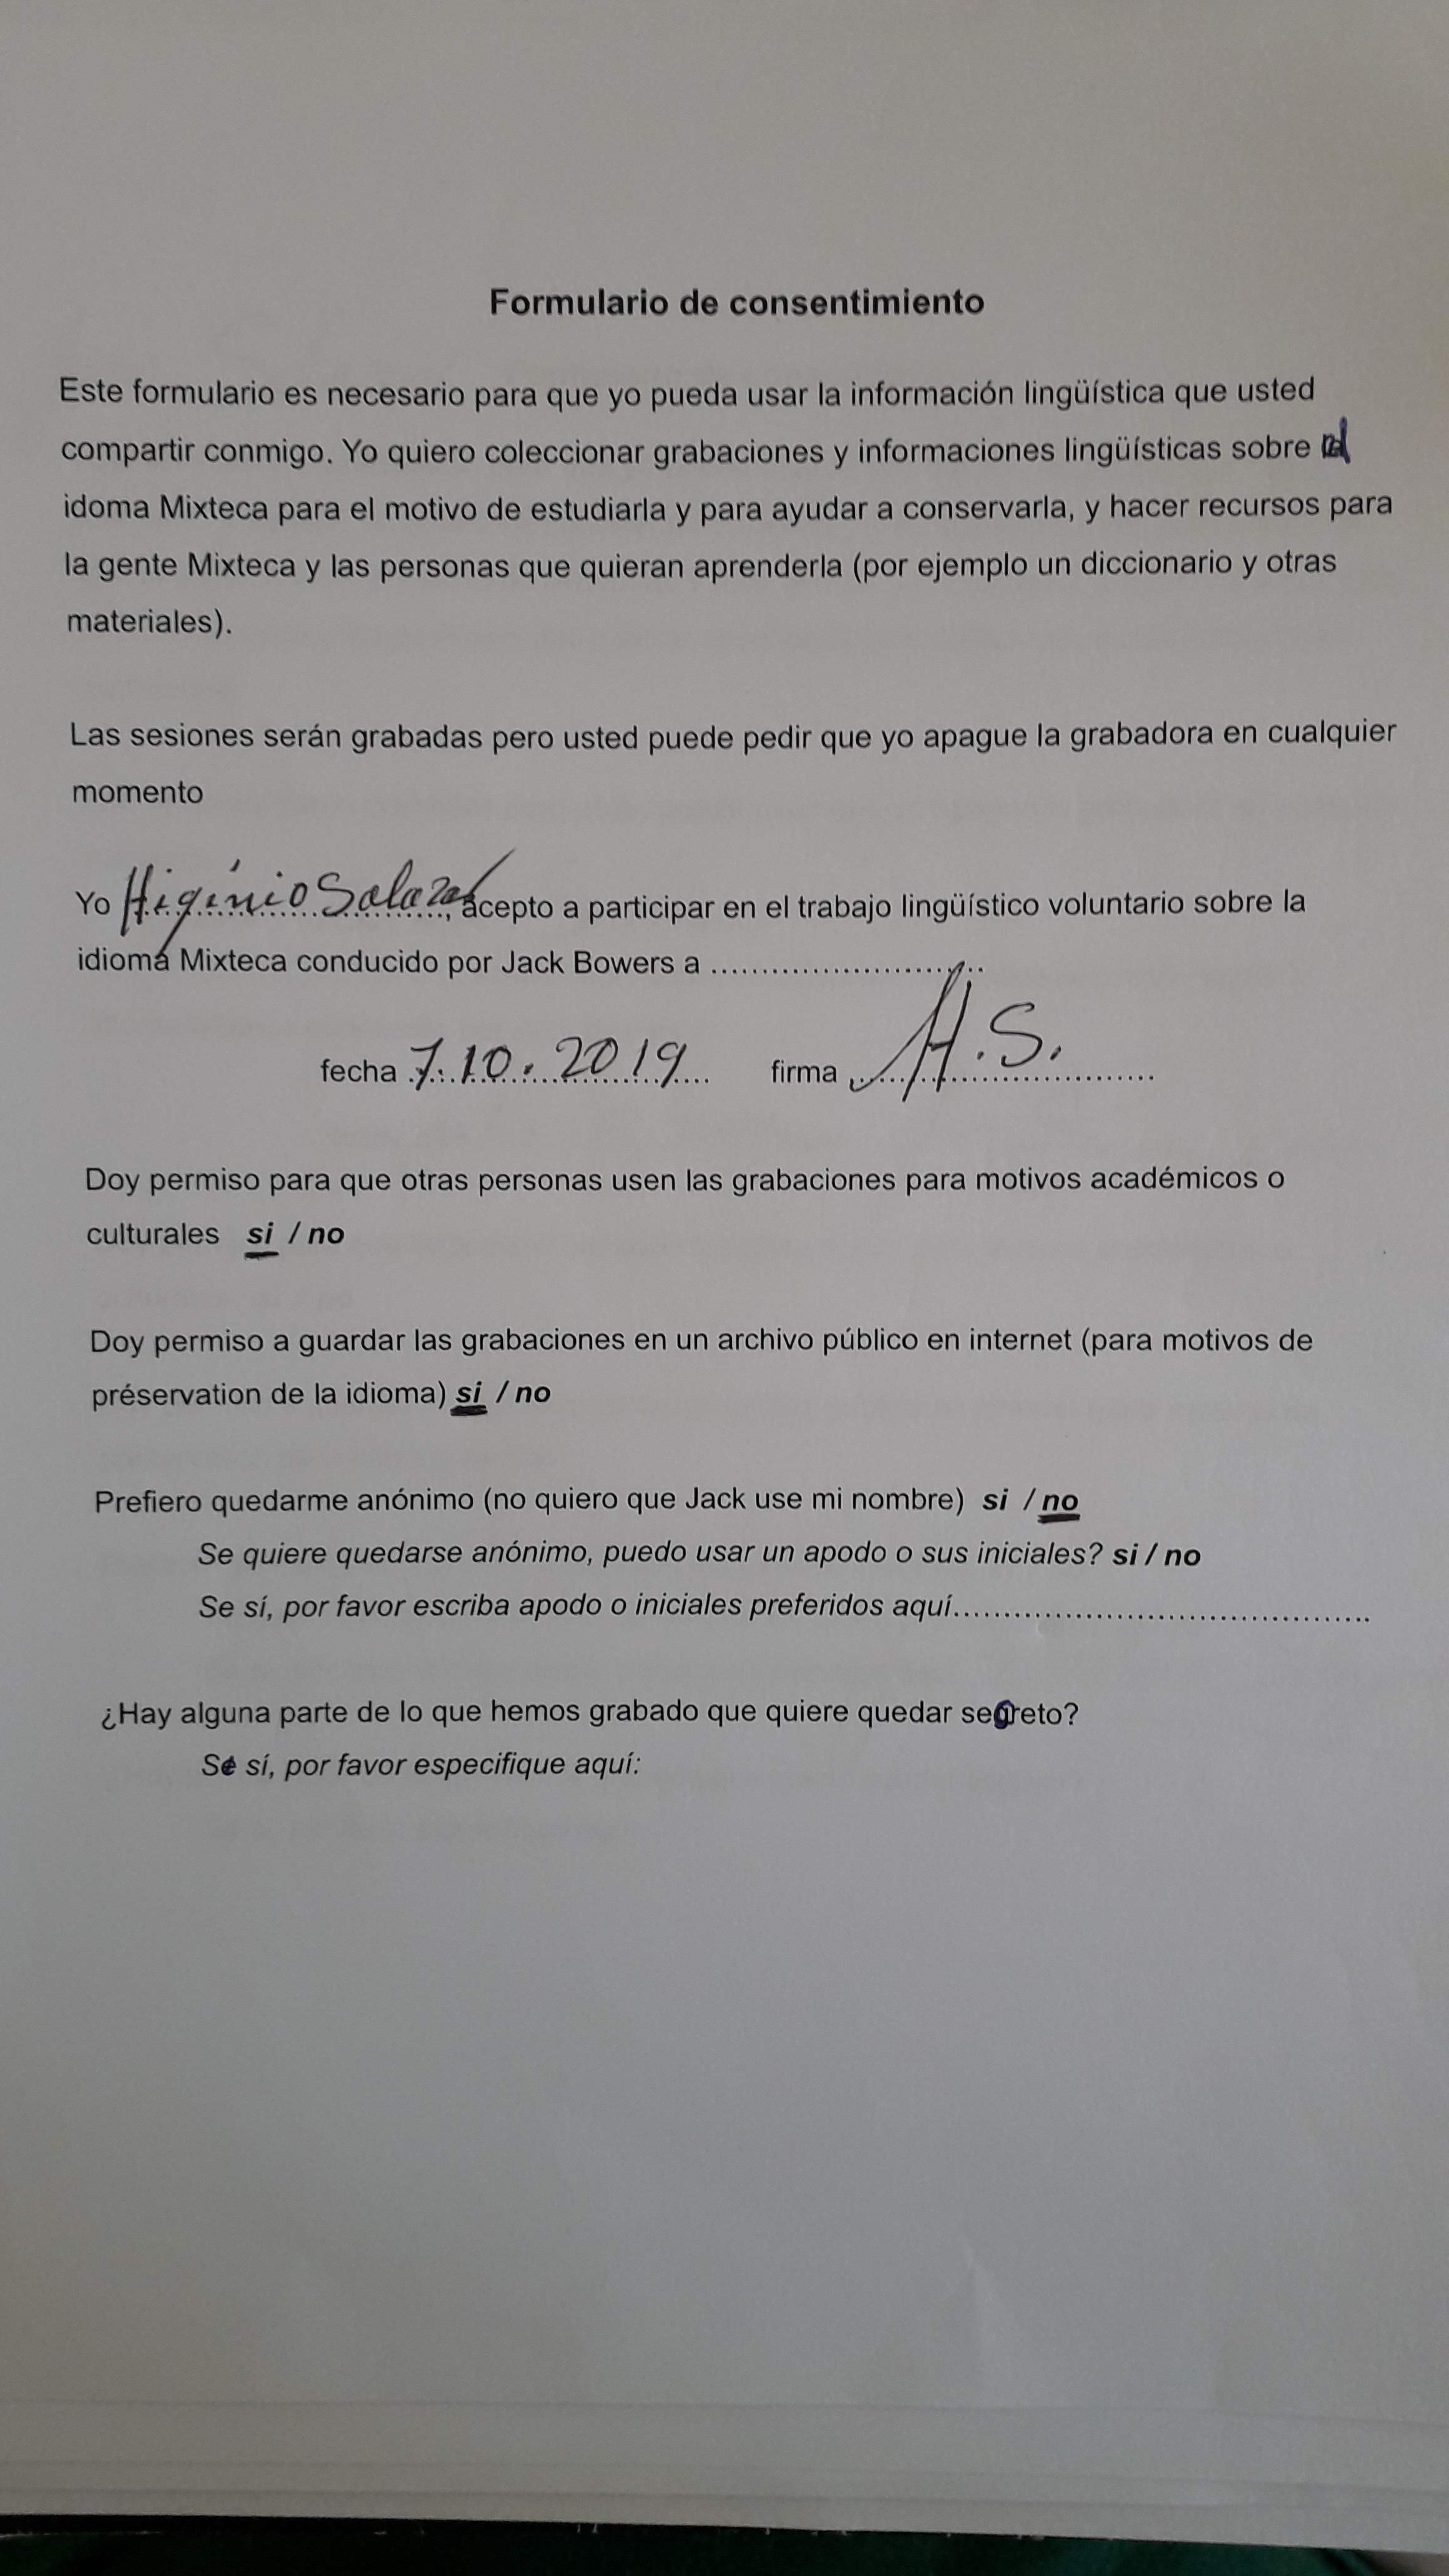 Formulario de consentimiento
Este formulario es necesario para que yo pueda usar la información lingüística que usted
compartir conmigo. Yo quiero coleccionar grabaciones y informaciones lingüísticas sobre el
idoma Mixteca para el motivo de estudiarla y para ayudar a conservarla, y hacer recursos para
la gente Mixteca y las personas que quieran aprenderla (por ejemplo un diccionario y otras
materiales).
Las sesiones serán grabadas pero usted puede pedir que yo apague la grabadora en cualquier
momento
Yo Higínio Salazar, acepto a participar en el trabajo lingüístico voluntario sobre la
idioma Mixteca conducido por Jack Bowers a ...........................
fecha 7.10.2019 firma H.S.
Doy permiso para que otras personas usen las grabaciones para motivos académicos o
culturales si / no
Doy permiso a guardar las grabaciones en un archivo público en internet (para motivos de
préservation de la idioma) si / no
Prefiero quedarme anónimo (no quiero que Jack use mi nombre) si / no
Se quiere quedarse anónimo, puedo usar un apodo o sus iniciales? si / no
Se sí, por favor escriba apodo o iniciales preferidos aquí..........................................
¿Hay alguna parte de lo que hemos grabado que quiere quedar secreto?
Si sí, por favor especifique aquí: